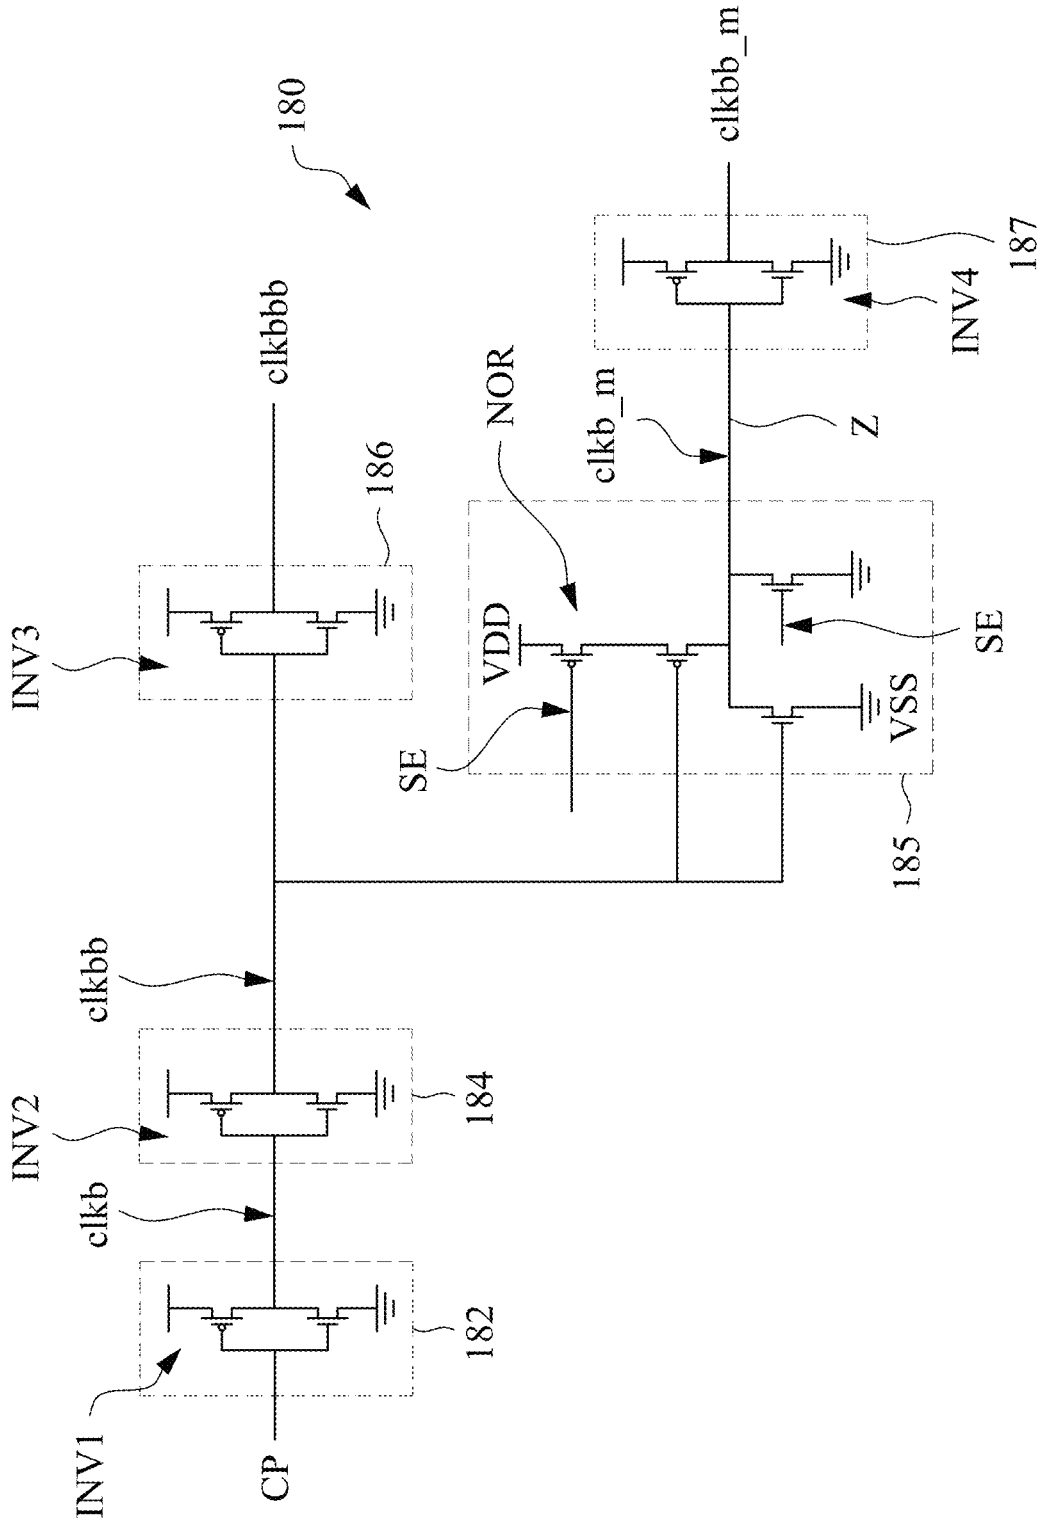 180
INV3
INV2
INV1
clkb
clkbb
clkbbb
CP
182
184
186
NOR
SE
VDD
clkb_m
clkbb_m
Z
VSS
SE
185
INV4
187